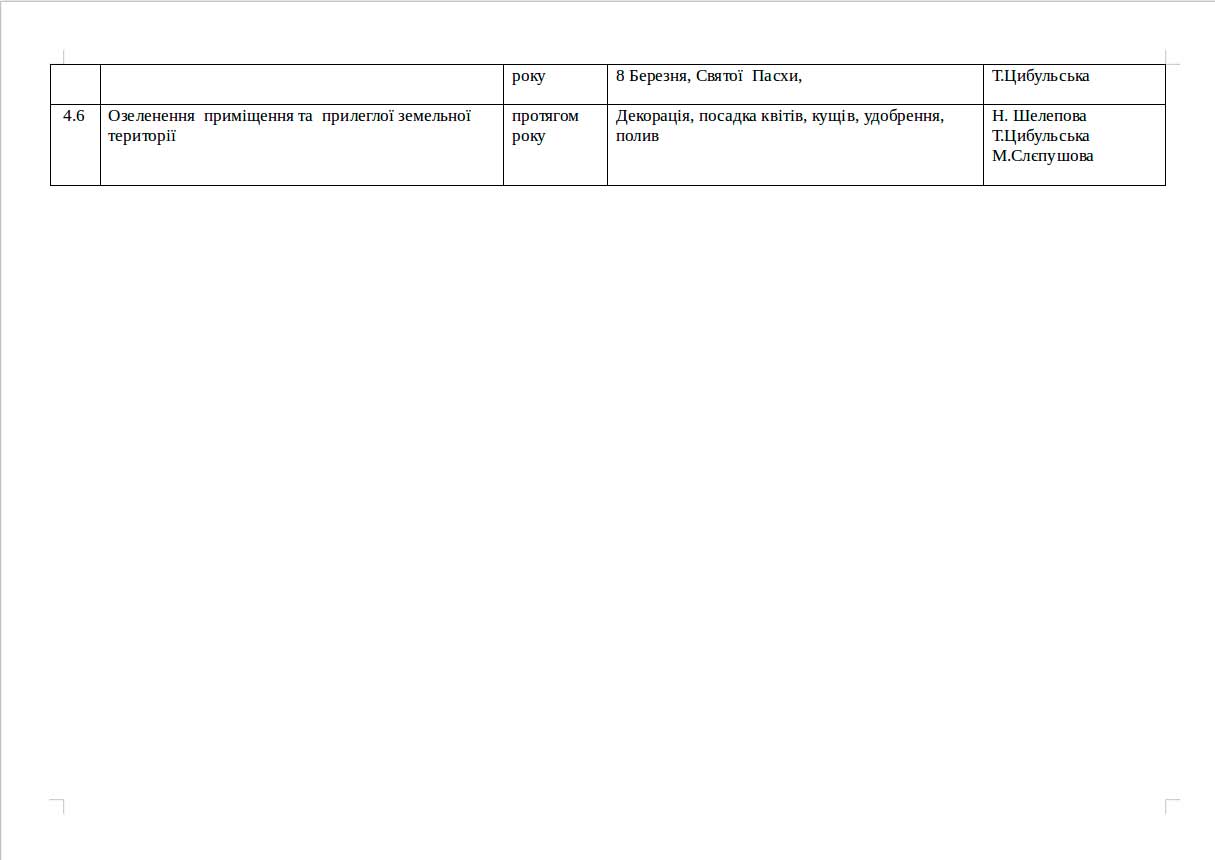 року 8 Березня, Святої  Пасхи, Т.Цибульська
4.6 Озеленення  приміщення та  прилеглої земельної протягом Декорація, посадка квітів, кущів, удобрення, Н. Шелепова
території року полив Т.Цибульська
М.Слєпушова